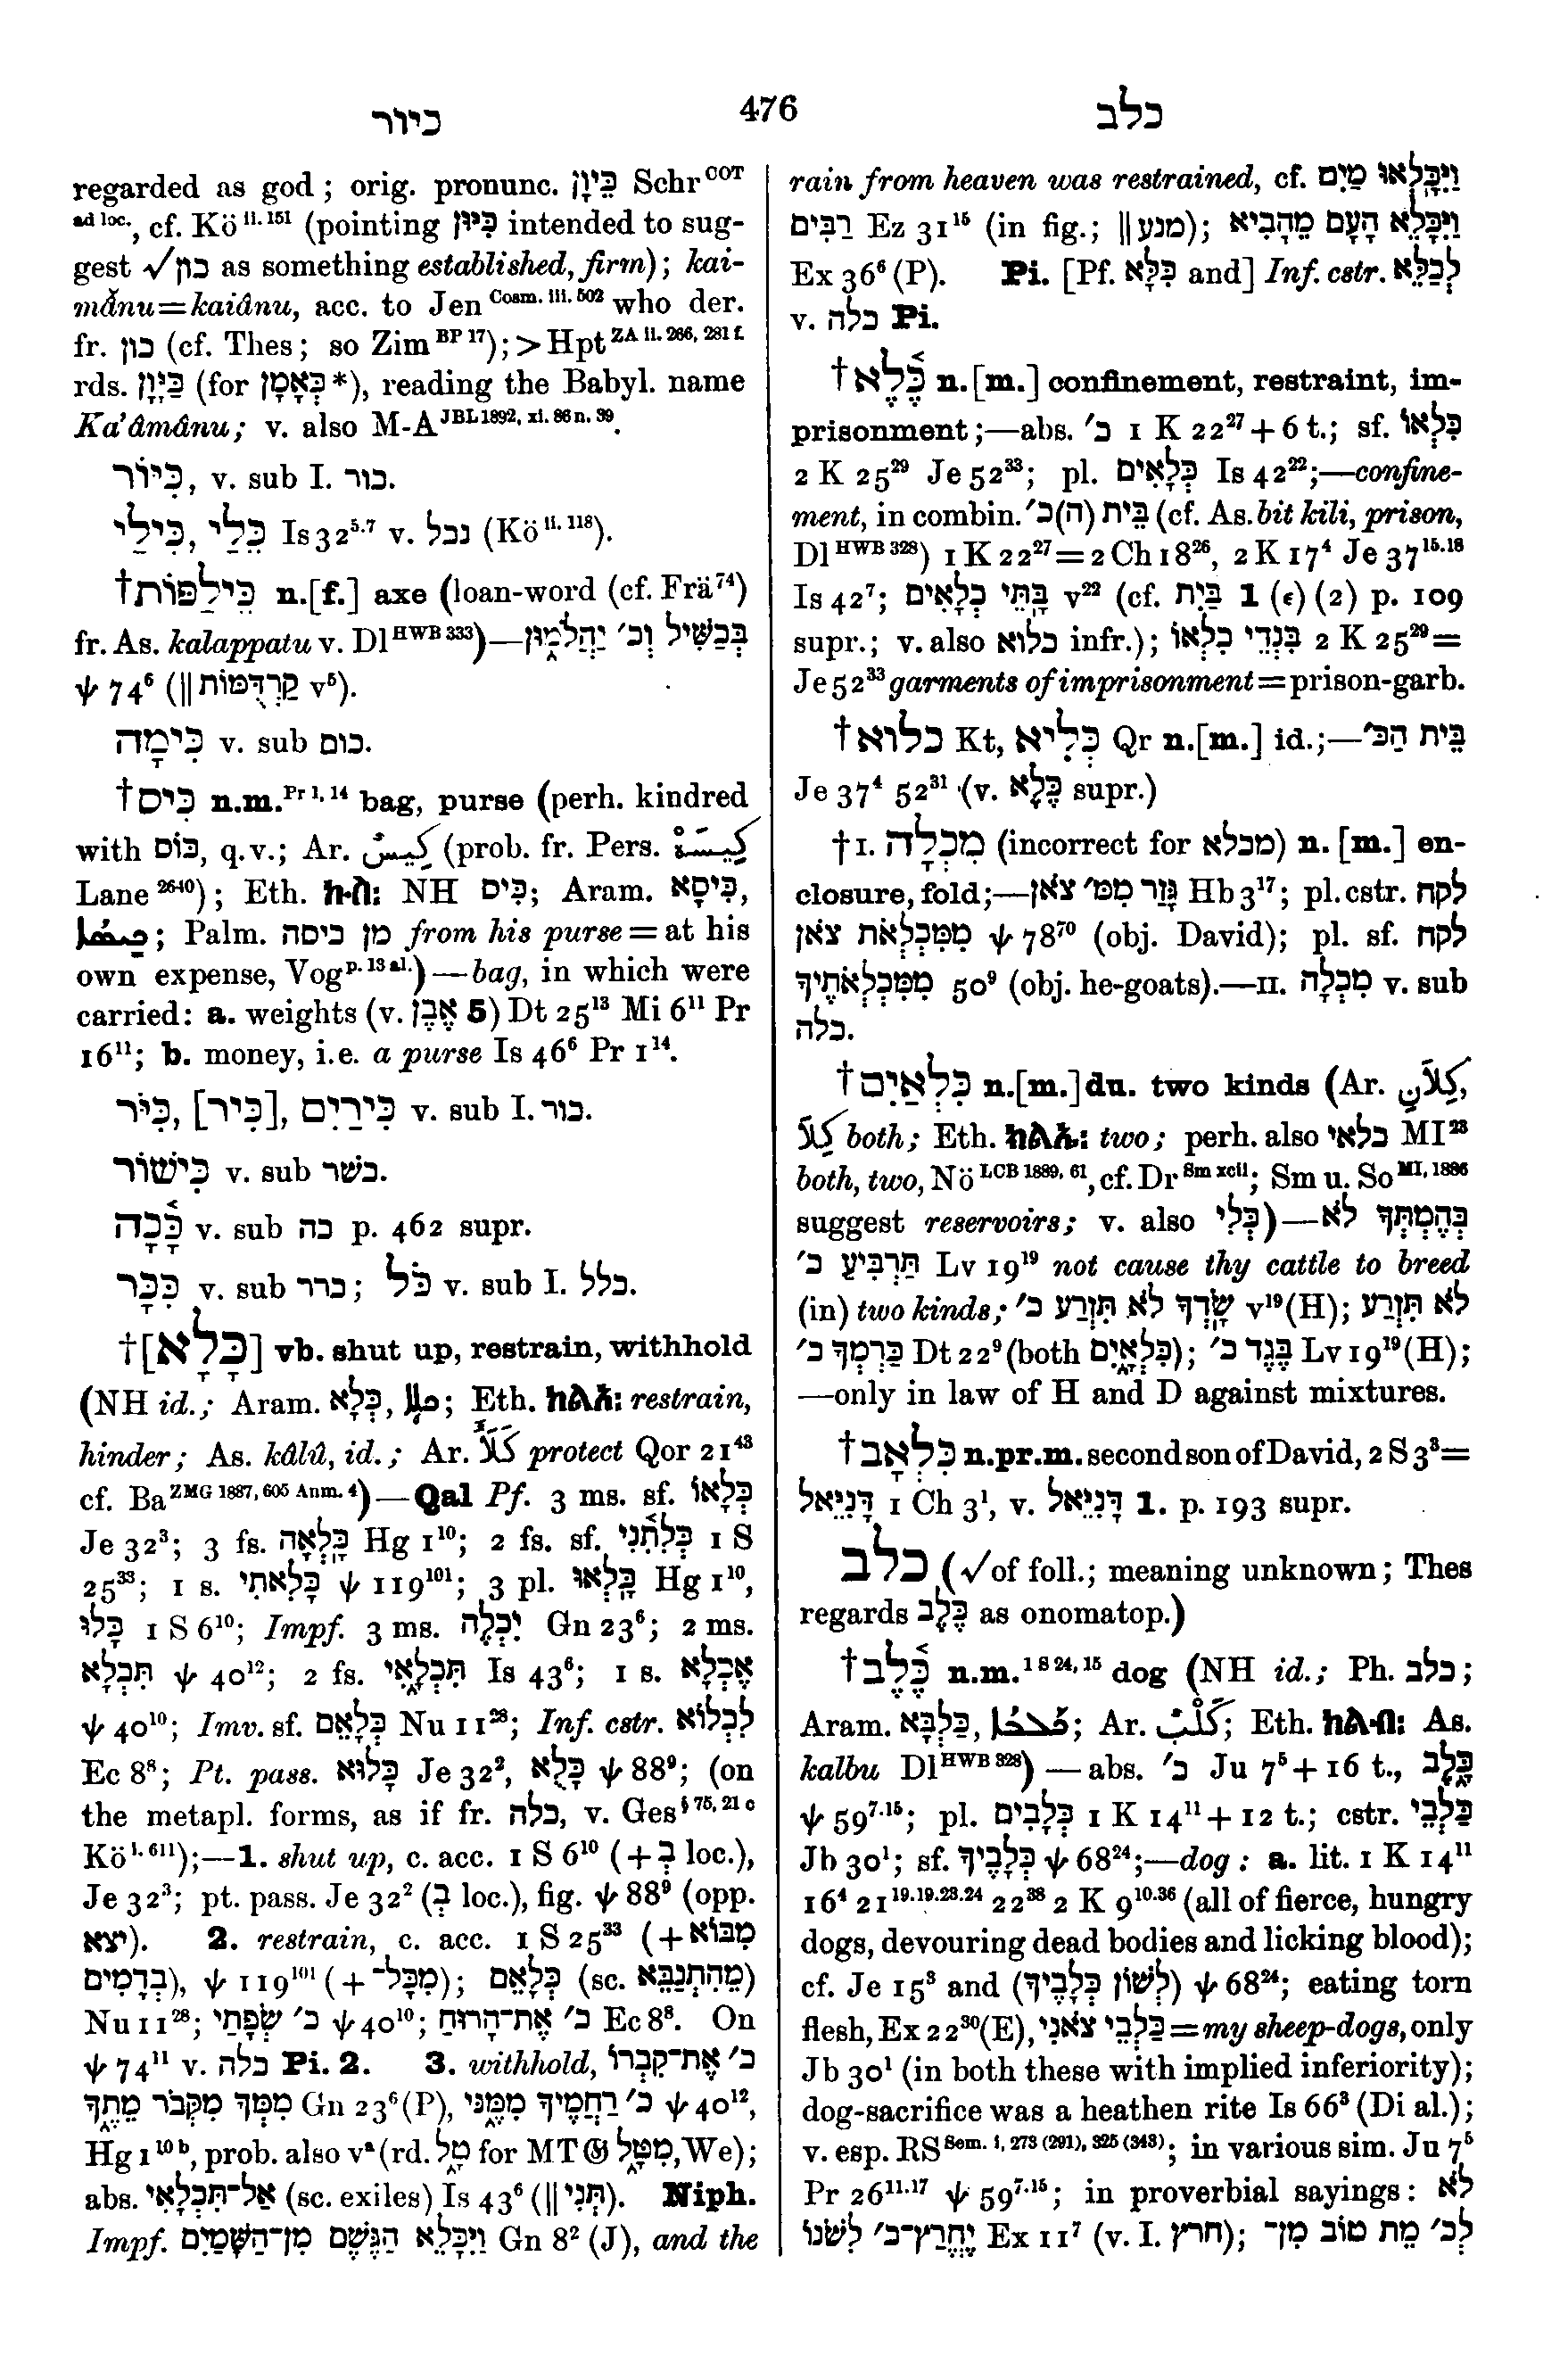 כיור
476
כלב
regarded as god ; orig. pronunc. כֵּיָוָן Schr COT
ad loc., cf. Kö ii. 151 (pointing כִּיּוּן intended to sug-
gest √כון as something established, firm) ; kai-
mănu=kaiânu, acc. to Jen Cosm. iii. 502 who der.
fr. כון (cf. Thes; so Zim BP 17); > Hpt ZA ii. 266, 281 f.
rds. כֵּיְוָן (for כְּאָמָן*), reading the Babyl. name
Ka’âmânu; v. also M-A JBL 1892, xi. 86 n. 39.
כִּיּוֹר, v. sub I. כור.
כִּילַי, כֵּלַי Is 32 5.7 v. נכל (Kö ii. 118).
†כֵּילַפּוֹת n.[f.] axe (loan-word (cf. Frä 74)
fr. As. kalappatu v. Dl HWB 333)—בְּכַשִּׁיל וְכ׳ יַהֲלֹמוּן
ψ 74 6 (|| קַרְדֻּמּוֹת v 5).
כִּימָה v. sub כום.
†כִּיס n.m. Pr 1, 14 bag, purse (perh. kindred
with כּוֹס, q.v.; Ar. كِيسٌ (prob. fr. Pers. كِيسَهْ
Lane 2640) ; Eth. ከሲ: NH כִּיס; Aram. כִּיסָא,
ܟܝܣܐ; Palm. מן כיסה from his purse = at his
own expense, Vog p. 13 al.)—bag, in which were
carried: a. weights (v. אֶבֶן 5) Dt 25 13 Mi 6 11 Pr
16 11; b. money, i.e. a purse Is 46 6 Pr 1 14.
כִּירַיִם, [כִּיר], כִּיֹּר v. sub I. כור.
כִּישׁוֹר v. sub כשׁר.
כָּכָה v. sub כה p. 462 supr.
כִּכָּר v. sub כרר ; כֹּל v. sub I. כלל.
†[כָּלָא] vb. shut up, restrain, withhold
(NH id.; Aram. כְּלָא, ܟܠܐ; Eth. ከልአ: restrain,
hinder; As. kâlû, id.; Ar. كَلَأَ protect Qor 21 43
cf. Ba ZMG 1887, 605 Anm. 4)—Qal Pf. 3 ms. sf. כְּלָאוֹ
Je 32 3; 3 fs. כָּלְאָה Hg 1 10; 2 fs. sf. כְּלִתִנִי 1 S
25 33; 1 s. כָּלָאתִי ψ 119 101; 3 pl. כָּלְאוּ Hg 1 10,
כָּלוּ 1 S 6 10; Impf. 3 ms. יִכְלֶה Gn 23 6; 2 ms.
תִּכְלָא ψ 40 12; 2 fs. תִּכְלָאִי Is 43 6; 1 s. אֶכְלָא
ψ 40 10; Imv. sf. כְּלָאֵם Nu 11 28; Inf. cstr. לִכְלוֹא
Ec 8 8; Pt. pass. כָּלוּא Je 32 2, כָּלֻא ψ 88 9; (on
the metapl. forms, as if fr. כלה, v. Ges § 75, 21 c
Kö i. 611);—1. shut up, c. acc. 1 S 6 10 (+בְּ loc.),
Je 32 3; pt. pass. Je 32 2 (בְּ loc.), fig. ψ 88 9 (opp.
יצא). 2. restrain, c. acc. 1 S 25 33 (+מִבּוֹא
בְדָמִים), ψ 119 101 (+מִכָּל־); כְּלָאֵם (sc. מֵהִתְנַבֵּא)
Nu 11 28; כ׳ שְׂפָתַי ψ 40 10; כ׳ אֶת־הָרוּחַ Ec 8 8. On
ψ 74 11 v. כלה Pi. 2. 3. withhold, כ׳ אֶת־קִבְרוֹ
מִמְּךָ מִקְּבֹר מֵתֶךָ Gn 23 6 (P), כ׳ רַחֲמֶיךָ מִמֶּנִּי ψ 40 12,
Hg 1 10 b, prob. also v a (rd. טָל for MT 𝔊 מִטָּל, We);
abs. אַל־תִּכְלָאִי (sc. exiles) Is 43 6 (|| תְּנִי). Niph.
Impf. וַיִּכָּלֵא הַגֶּשֶׁם מִן־הַשָּׁמָיִם Gn 8 2 (J), and the
rain from heaven was restrained, cf. וַיִּכָּלְאוּ מַיִם
רַבִּים Ez 31 15 (in fig.; || מנע); וַיִּכָּלֵא הָעָם מֵהָבִיא
Ex 36 6 (P). Pi. [Pf. כִּלָּא and] Inf. cstr. לְכַלֵּא
v. כלה Pi.
†כֶּלֶא n.[m.] confinement, restraint, im-
prisonment ;—abs. כ׳ 1 K 22 27 + 6 t.; sf. כִּלְאוֹ
2 K 25 29 Je 52 33; pl. כְּלָאִים Is 42 22;—confine-
ment, in combin. בֵּית (ה)כ׳ (cf. As. bit kili, prison,
Dl HWB 328) 1 K 22 27 = 2 Ch 18 26, 2 K 17 4 Je 37 15.18
Is 42 7; בָּתֵּי כְלָאִים v 22 (cf. בַּיִת 1 (ϵ) (2) p. 109
supr.; v. also כלוא infr.); בִּגְדֵי כִלְאוֹ 2 K 25 29 =
Je 52 33 garments of imprisonment = prison-garb.
†כלוא Kt, כְּלִיא Qr n.[m.] id.;—בֵּית הַכּ׳
Je 37 4 52 31 (v. כֶּלֶא supr.)
†I. מִכְלָה (incorrect for מכלא) n. [m.] en-
closure, fold;—גָּזַר מִמּ׳ צֹאן Hb 3 17; pl. cstr. לקח
מִמִּכְלְאֹת צֹאן ψ 78 70 (obj. David); pl. sf. לקח
מִמִּכְלְאֹתֶיךָ 50 9 (obj. he-goats).—II. מִכְלָה v. sub
כלה.
†כִּלְאַיִם n.[m.] du. two kinds (Ar. كِلَانِ,
كِلَا both; Eth. ክልኤ: two; perh. also כלאי MI 23
both, two, Nö LCB 1889, 61, cf. Dr Sm xcii; Sm u. So MI, 1886
suggest reservoirs; v. also כְּלִי)—בְּהֶמְתְּךָ לֹא
תַרְבִּיעַ כ׳ Lv 19 19 not cause thy cattle to breed
(in) two kinds; שָׂדְךָ לֹא תִזְרַע כ׳ v 19 (H); לֹא תִזְרַע
כַּרְמְךָ כ׳ Dt 22 9 (both כִּלְאָיִם); בֶּגֶד כ׳ Lv 19 19 (H);
—only in law of H and D against mixtures.
†כִּלְאָב n.pr.m. second son of David, 2 S 3 3 =
דָּנִיֵּאל 1 Ch 3 1, v. דָּנִיֵּאל 1. p. 193 supr.
כלב (√ of foll.; meaning unknown; Thes
regards כֶּלֶב as onomatop.)
†כֶּלֶב n.m. 1 S 24, 15 dog (NH id.; Ph. כלב;
Aram. כַּלְבָּא, ܟܠܒܐ; Ar. كَلْبٌ; Eth. ከልብ: As.
kalbu Dl HWB 328)—abs. כ׳ Ju 7 5 + 16 t., כָּלֶב
ψ 59 7.15; pl. כְּלָבִים 1 K 14 11 + 12 t.; cstr. כַּלְבֵי
Jb 30 1; sf. כְּלָבֶיךָ ψ 68 24;—dog: a. lit. 1 K 14 11
16 4 21 19.19.23.24 22 38 2 K 9 10.36 (all of fierce, hungry
dogs, devouring dead bodies and licking blood);
cf. Je 15 3 and (לְשׁוֹן כְּלָבֶיךָ) ψ 68 24; eating torn
flesh, Ex 22 30 (E), כַּלְבֵי צֹאנִי = my sheep-dogs, only
Jb 30 1 (in both these with implied inferiority);
dog-sacrifice was a heathen rite Is 66 3 (Di al.);
v. esp. RS Sem. i, 273 (291), 325 (343); in various sim. Ju 7 5
Pr 26 11.17 ψ 59 7.15; in proverbial sayings: לֹא
יֶחֱרַץ־כ׳ לְשֹׁנוֹ Ex 11 7 (v. I. חרץ); לְכ׳ מֵת טוֹב מִן־